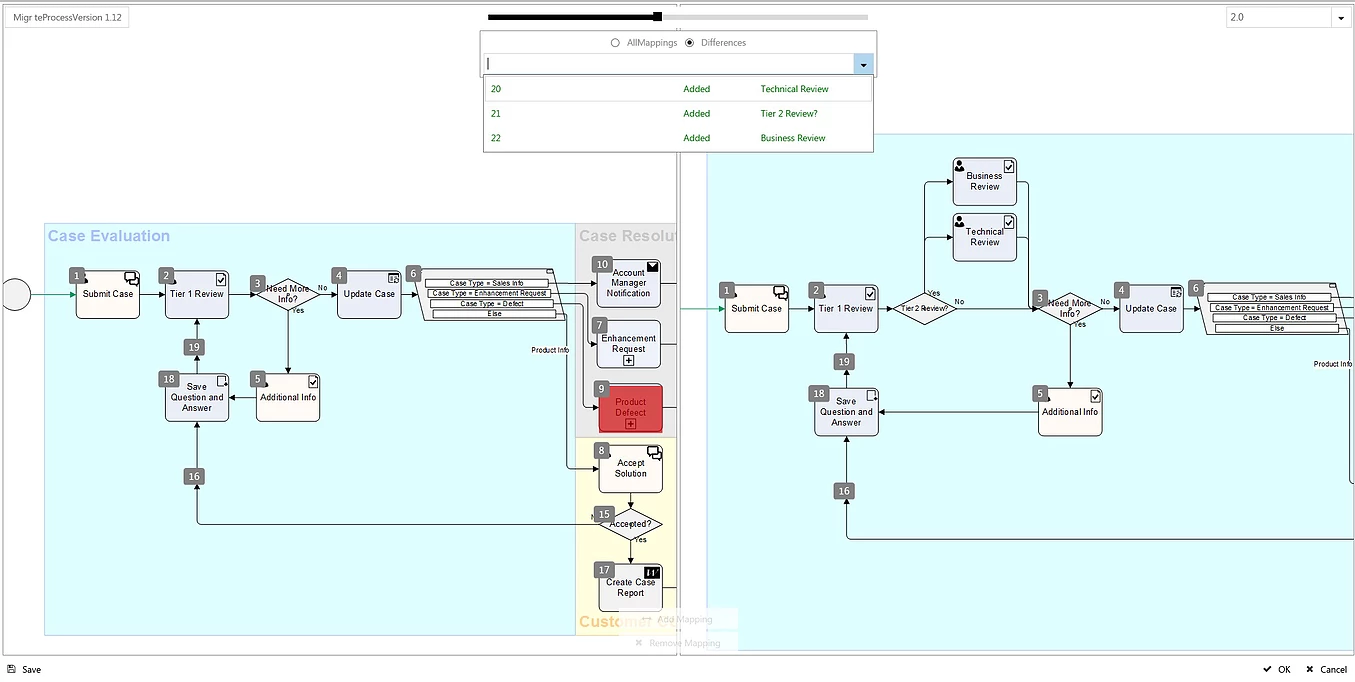 Migr teProcessVersion 1.12
2.0
AllMappings Differences
20 Added Technical Review
21 Added Tier 2 Review?
22 Added Business Review
Case Evaluation
Case Resolu
1
Submit Case
2
Tier 1 Review
3
Need More
Info?
No
Yes
4
Update Case
6
Case Type = Sales Info
Case Type = Enhancement Request
Case Type = Defect
Else
Product Info
10
Account
Manager
Notification
7
Enhancement
Request
9
Product
Defeect
19
18
Save
Question and
Answer
5
Additional Info
16
8
Accept
Solution
15
Accepted?
Yes
17
Create Case
Report
Custo
Add Mapping
Remove Mapping
Business
Review
Technical
Review
1
Submit Case
2
Tier 1 Review
Tier 2 Review?
Yes
No
3
Need More
Info?
No
Yes
4
Update Case
6
Case Type = Sales Info
Case Type = Enhancement Request
Case Type = Defect
Else
Product Info
19
18
Save
Question and
Answer
5
Additional Info
16
Save
OK
Cancel